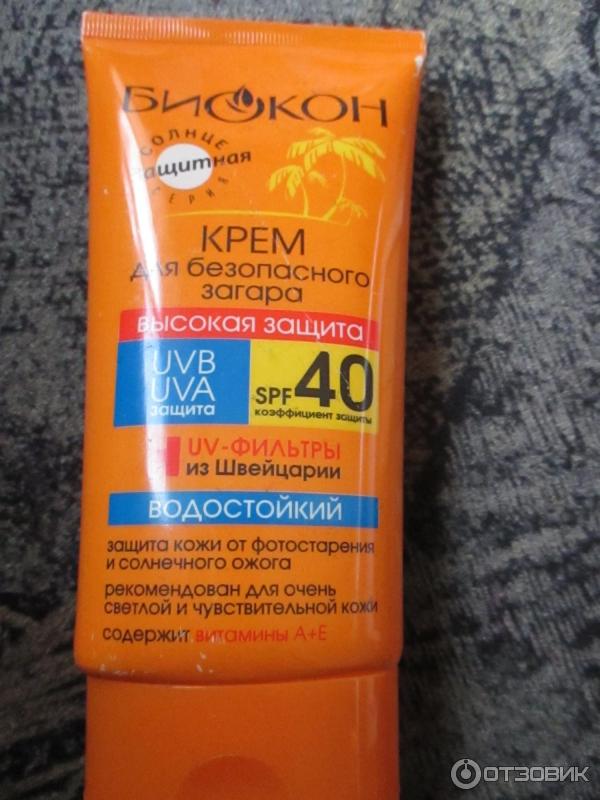 БИОКОН
СОЛНЦЕ
защитная
СЕРИЯ
КРЕМ
для безопасного
загара
высокая защита
UVB
UVA
защита
SPF 40
коэффициент защиты
UV-ФИЛЬТРЫ
из Швейцарии
ВОДОСТОЙКИЙ
защита кожи от фотостарения
и солнечного ожога
рекомендован для очень
светлой и чувствительной кожи
содержит витамины А+Е
ОТЗОВИК